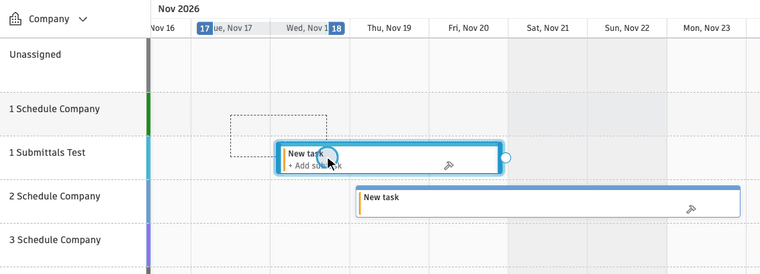 Nov 2026
Company
Nov 16
17 ue, Nov 17
Wed, Nov 1 18
Thu, Nov 19
Fri, Nov 20
Sat, Nov 21
Sun, Nov 22
Mon, Nov 23
Unassigned
1 Schedule Company
1 Submittals Test
New task
+ Add subtask
2 Schedule Company
New task
3 Schedule Company